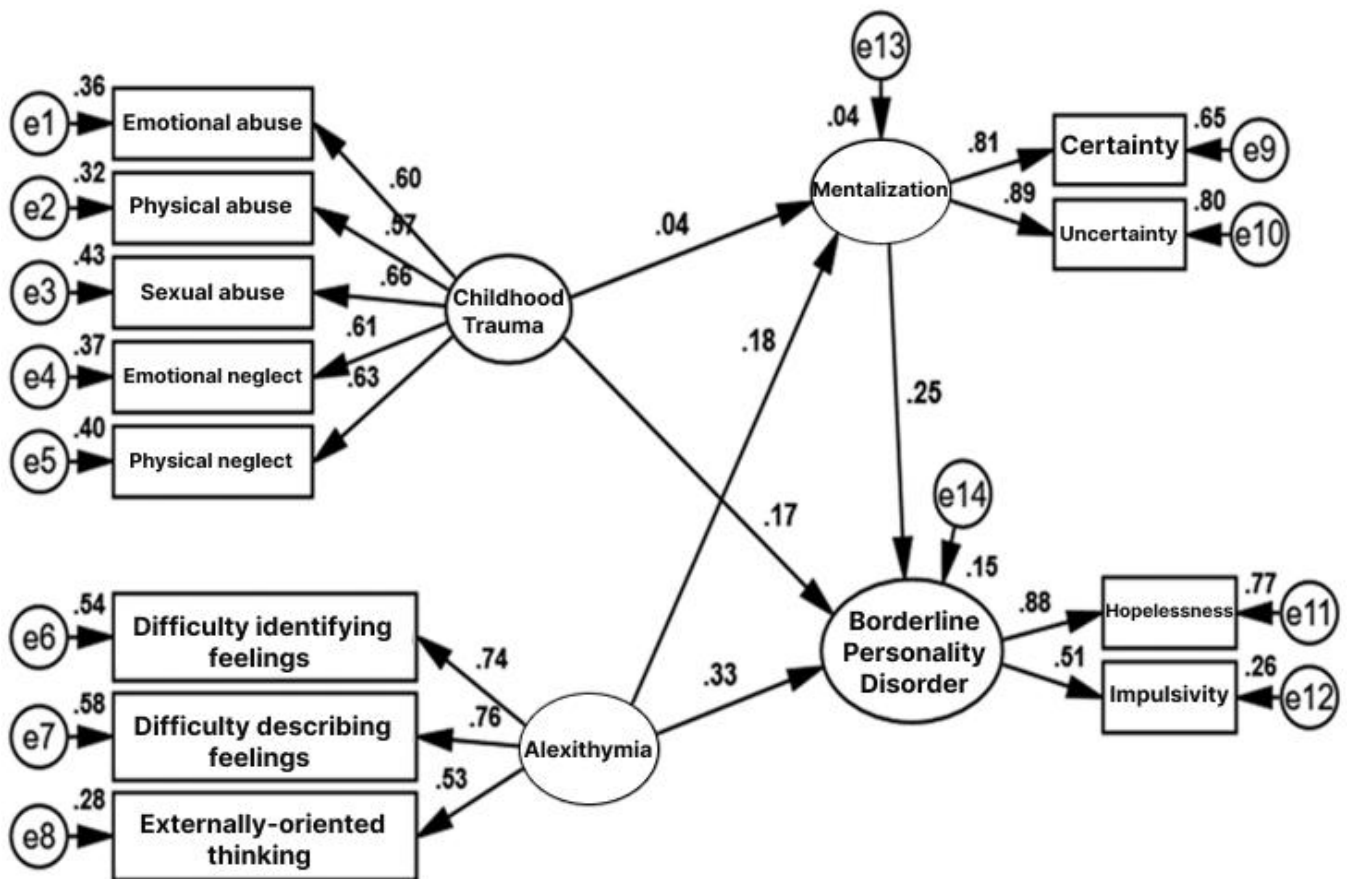 e13
.36
e1
Emotional abuse
.04
.81
Certainty
.65
e9
.32
e2
Physical abuse
.60
Mentalization
.89
Uncertainty
.80
e10
.57
.04
.43
e3
Sexual abuse
.66
Childhood
Trauma
.61
.37
e4
Emotional neglect
.63
.18
.25
.40
e5
Physical neglect
e14
.17
.15
.54
e6
Difficulty identifying
feelings
.74
.33
Borderline
Personality
Disorder
.88
Hopelessness
.77
e11
.51
Impulsivity
.26
e12
.58
e7
Difficulty describing
feelings
.76
Alexithymia
.53
.28
e8
Externally-oriented
thinking